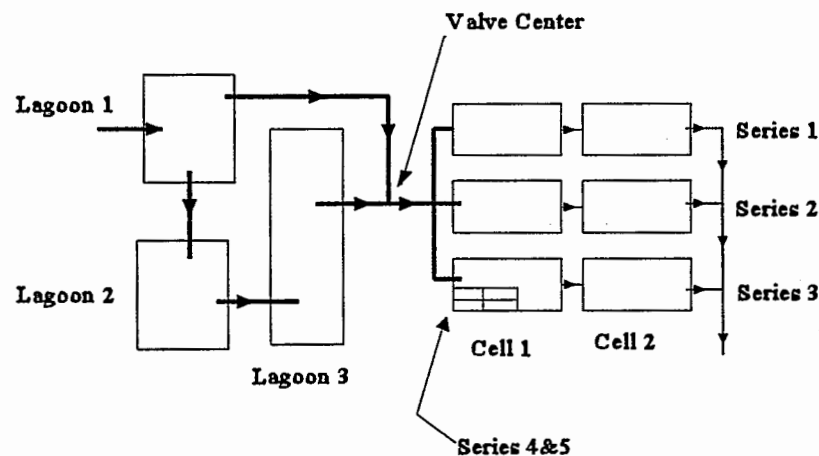 Valve Center
Lagoon 1
Series 1
Series 2
Lagoon 2
Series 3
Cell 1
Cell 2
Lagoon 3
Series 4&5